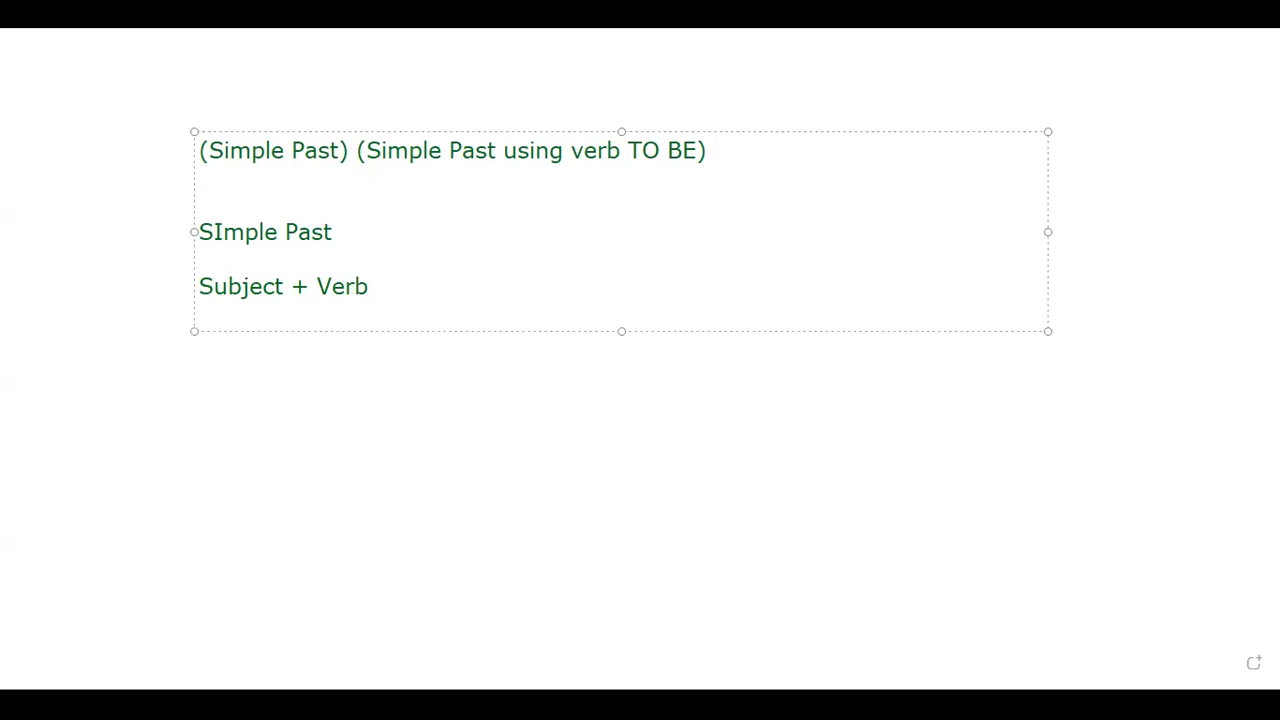 (Simple Past) (Simple Past using verb TO BE)
SImple Past
Subject + Verb